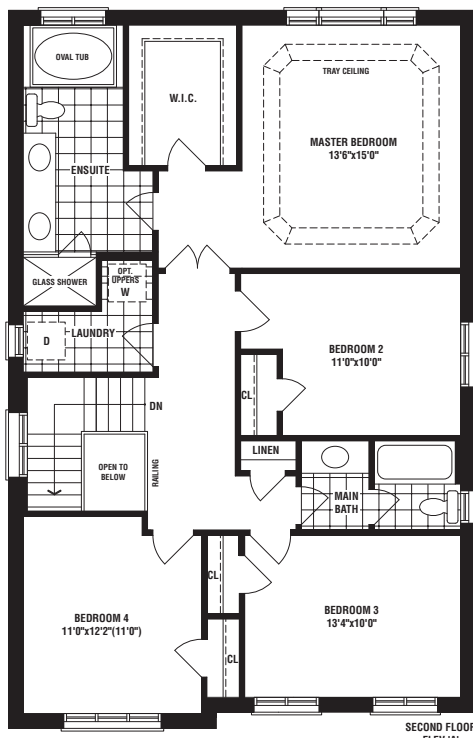 OVAL TUB
TRAY CEILING
W.I.C.
MASTER BEDROOM
13'6"x15'0"
ENSUITE
OPT.
UPPERS
W
GLASS SHOWER
D
LAUNDRY
BEDROOM 2
11'0"x10'0"
CL
DN
LINEN
OPEN TO
BELOW
RAILING
MAIN
BATH
CL
BEDROOM 4
11'0"x12'2"(11'0")
BEDROOM 3
13'4"x10'0"
CL
SECOND FLOOR